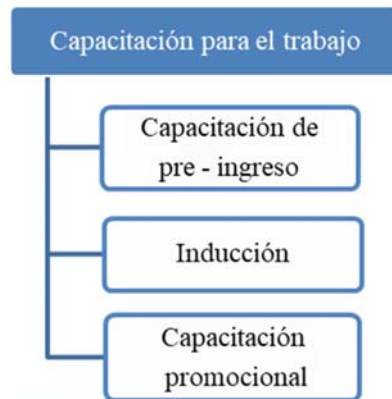 Capacitación para el trabajo
Capacitación de
pre - ingreso
Inducción
Capacitación
promocional